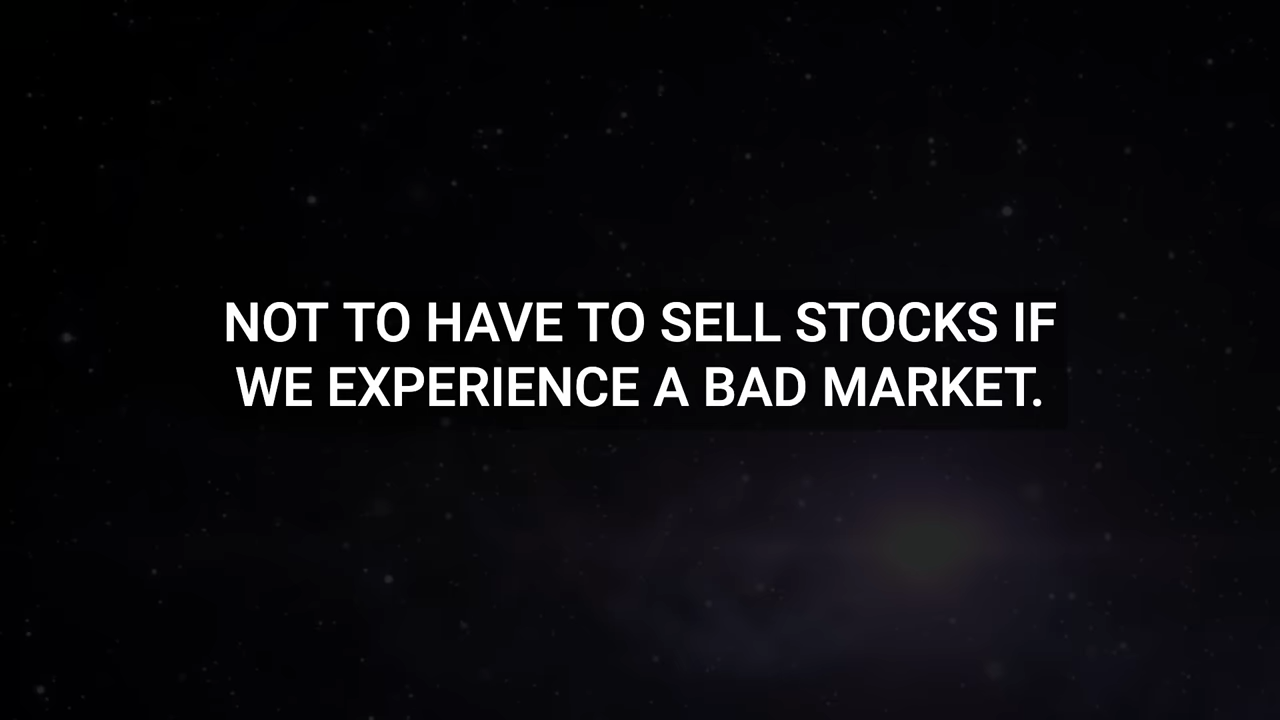 NOT TO HAVE TO SELL STOCKS IF
WE EXPERIENCE A BAD MARKET.